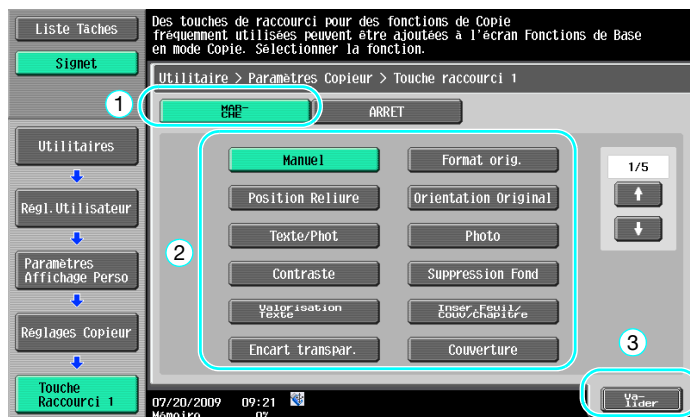 Liste Tâches
Signet
Des touches de raccourci pour des fonctions de Copie
fréquemment utilisées peuvent être ajoutées à l'écran Fonctions de Base
en mode Copie. Sélectionner la fonction.
Utilitaire > Paramètres Copieur > Touche raccourci 1
1
MAR-
CHE
ARRET
Utilitaires
Régl.Utilisateur
Paramètres
Affichage Perso
Réglages Copieur
Touche
Raccourci 1
2
Manuel
Format orig.
Position Reliure
Orientation Original
Texte/Phot
Photo
Contraste
Suppression Fond
Valorisation
Texte
Insér.Feuil/
Couv/Chapitre
Encart transpar.
Couverture
1/5
3
Va-
lider
07/20/2009 09:21
Mémoire 0%